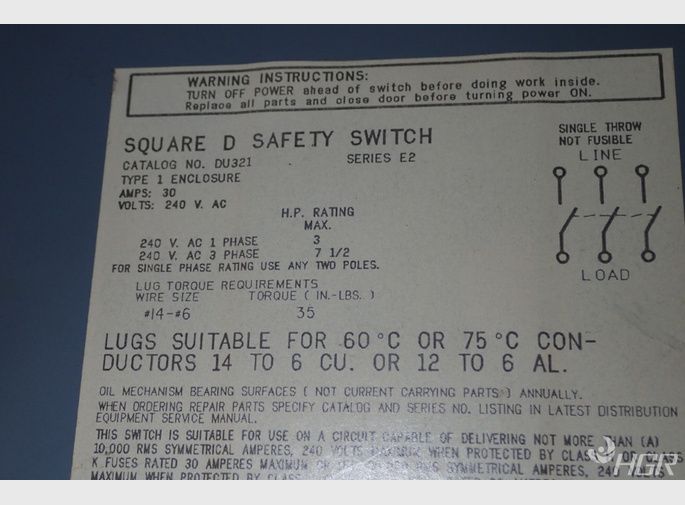 WARNING INSTRUCTIONS:
TURN OFF POWER ahead of switch before doing work inside.
Replace all parts and close door before turning power ON.
SQUARE D SAFETY SWITCH
CATALOG NO. DU321 SERIES E2
TYPE 1 ENCLOSURE
AMPS: 30
VOLTS: 240 V. AC
SINGLE THROW
NOT FUSIBLE
LINE
LOAD
H.P. RATING
MAX.
240 V. AC 1 PHASE 3
240 V. AC 3 PHASE 7 1/2
FOR SINGLE PHASE RATING USE ANY TWO POLES.
LUG TORQUE REQUIREMENTS
WIRE SIZE TORQUE ( IN.-LBS. )
#14-#6 35
LUGS SUITABLE FOR 60°C OR 75°C CON-
DUCTORS 14 TO 6 CU. OR 12 TO 6 AL.
OIL MECHANISM BEARING SURFACES ( NOT CURRENT CARRYING PARTS ) ANNUALLY.
WHEN ORDERING REPAIR PARTS SPECIFY CATALOG AND SERIES NO. LISTING IN LATEST DISTRIBUTION
EQUIPMENT SERVICE MANUAL.
THIS SWITCH IS SUITABLE FOR USE ON A CIRCUIT CAPABLE OF DELIVERING NOT MORE THAN (A)
10,000 RMS SYMMETRICAL AMPERES, 240 VOLTS MAXIMUM WHEN PROTECTED BY CLASS H OR CLASS
K FUSES RATED 30 AMPERES MAXIMUM OR RMS SYMMETRICAL AMPERES, 240 VOLTS
MAXIMUM WHEN PROTECTED BY CLASS
HGR